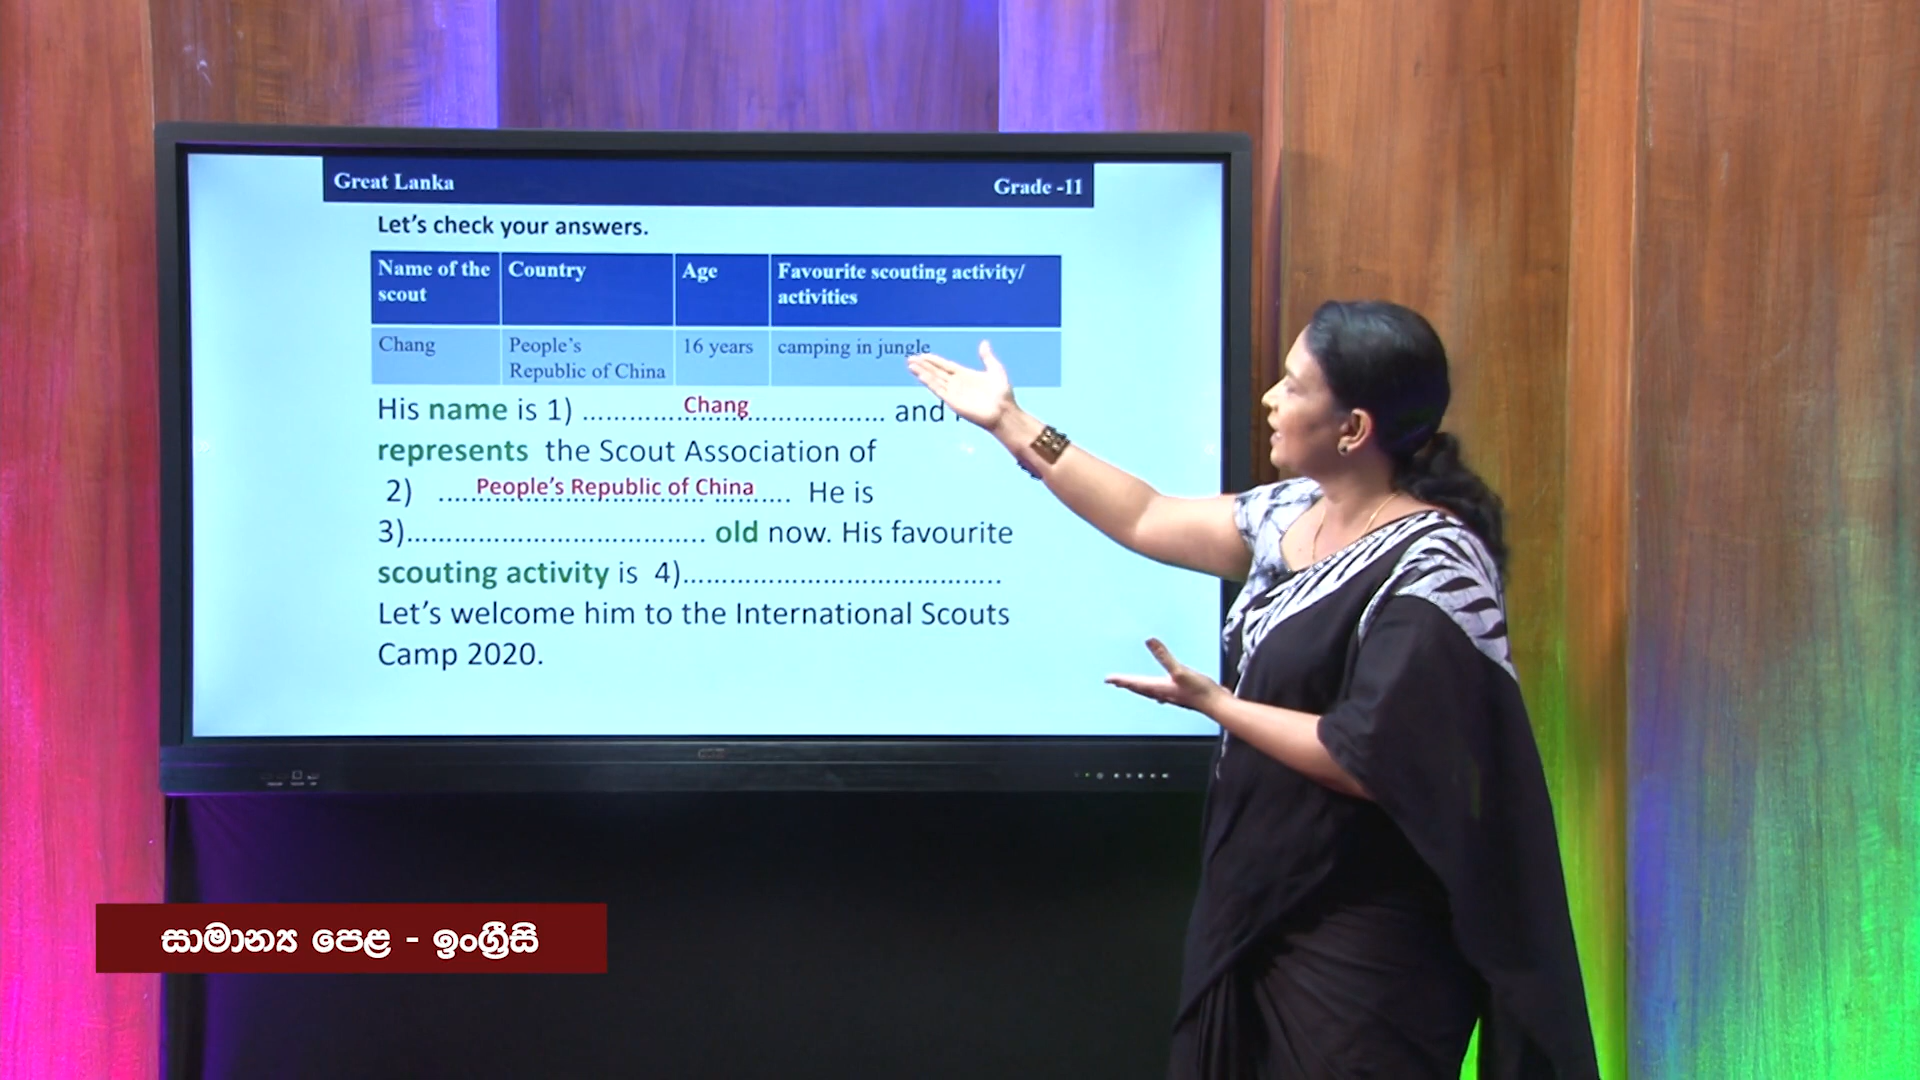 Great Lanka
Grade -11
Let's check your answers.
Name of the scout
Country
Age
Favourite scouting activity/ activities
Chang
People's Republic of China
16 years
camping in jungle
His name is 1) ....................Chang.................... and
represents the Scout Association of
2) ......People's Republic of China...... He is
3)...................................... old now. His favourite
scouting activity is 4)........................................
Let's welcome him to the International Scouts
Camp 2020.
සාමාන්‍ය පෙළ - ඉංග්‍රීසි